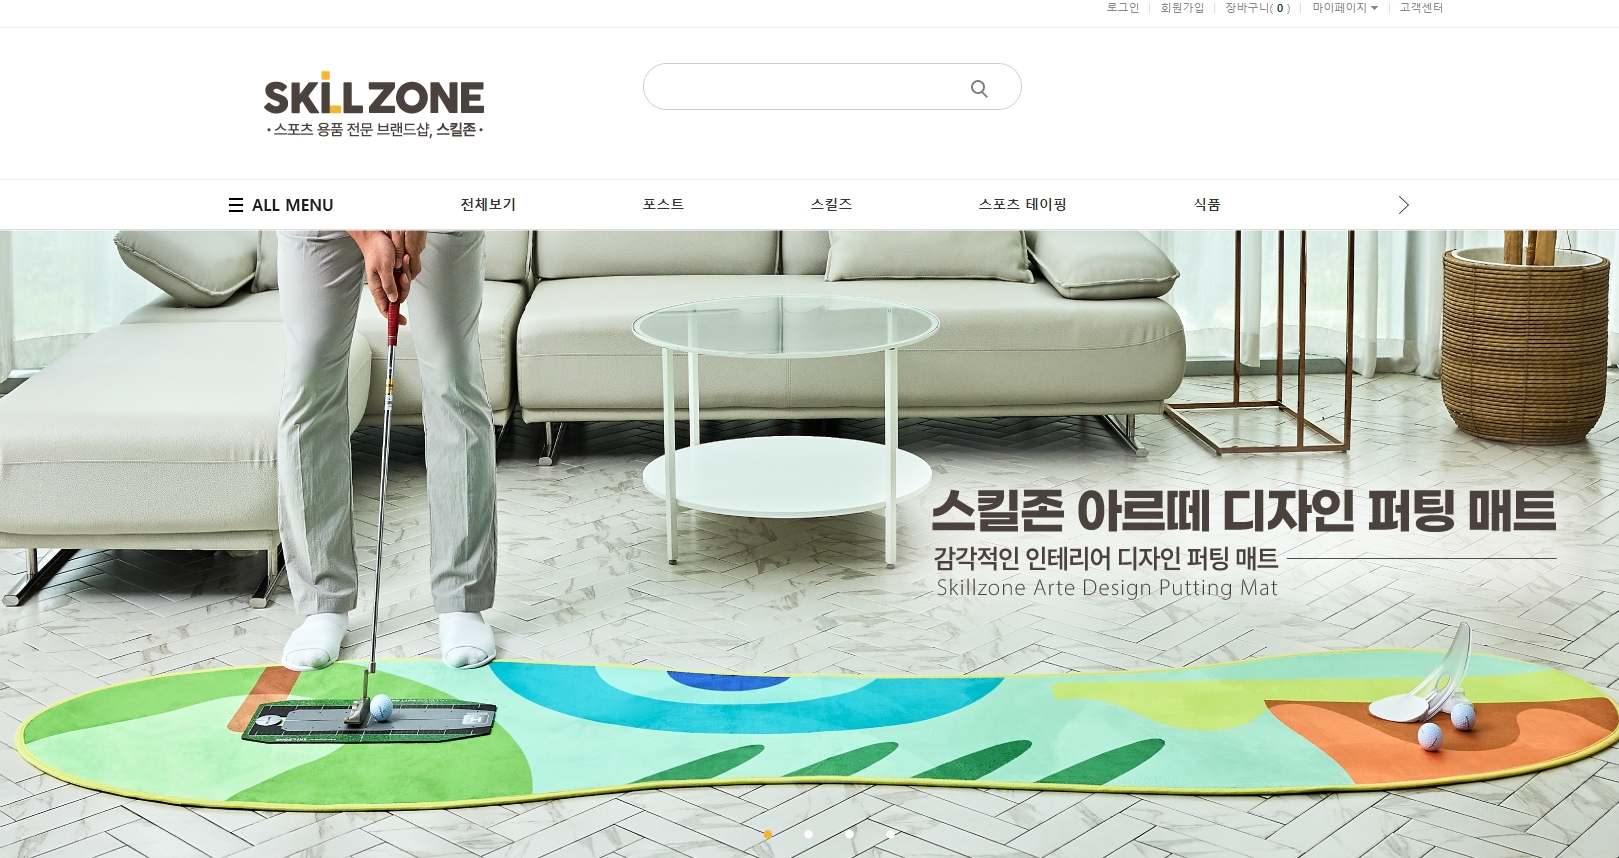 로그인 회원가입 장바구니( 0 ) 마이페이지 고객센터
SKiLLZONE
• 스포츠 용품 전문 브랜드샵, 스킬존 •
ALL MENU 전체보기 포스트 스킬즈 스포츠 테이핑 식품
스킬존 아르떼 디자인 퍼팅 매트
감각적인 인테리어 디자인 퍼팅 매트
Skillzone Arte Design Putting Mat